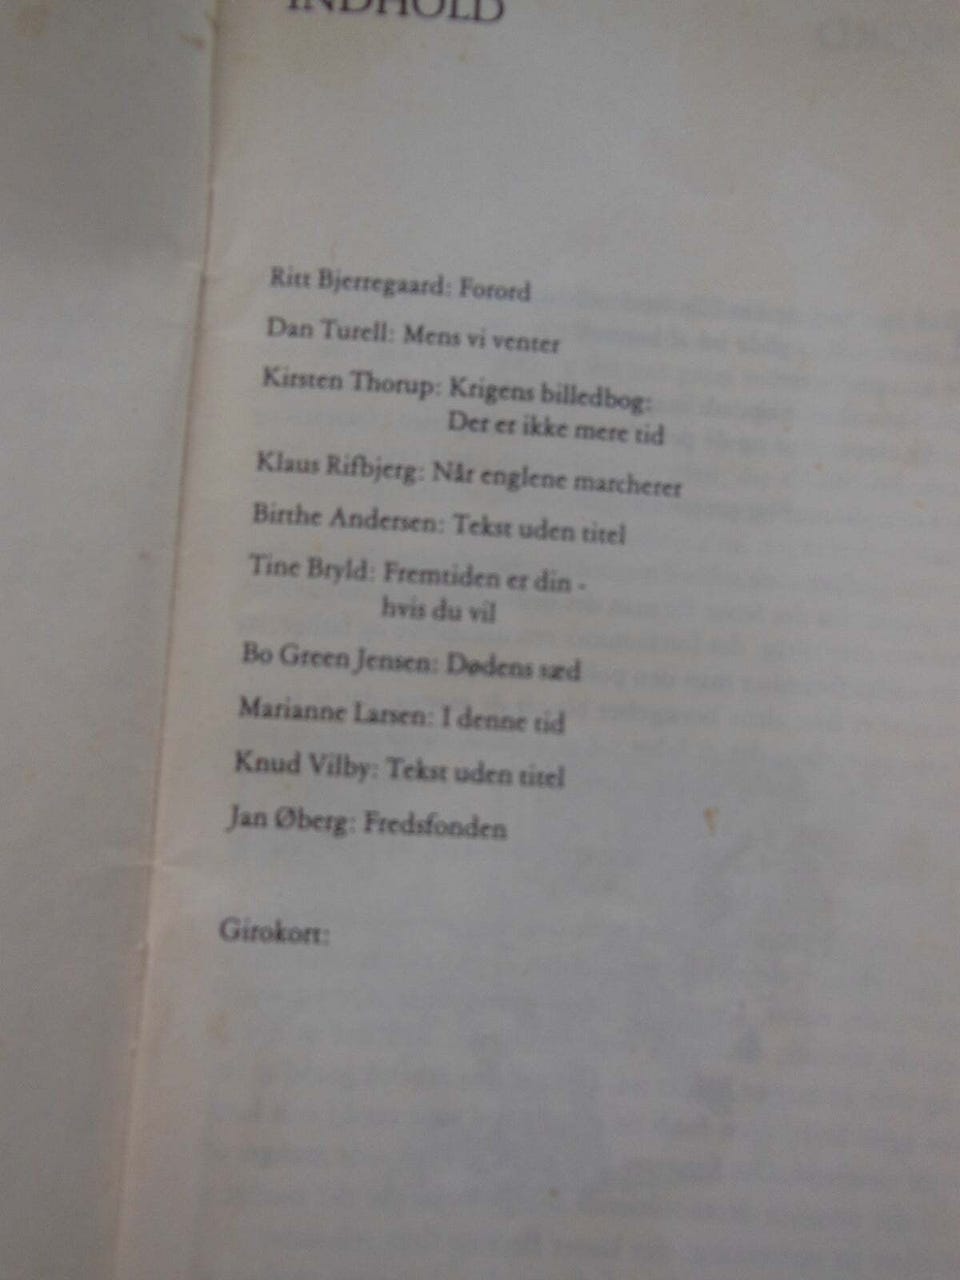 INDHOLD
Ritt Bjerregaard: Forord
Dan Turell: Mens vi venter
Kirsten Thorup: Krigens billedbog:
Der er ikke mere tid
Klaus Rifbjerg: Når englene marcherer
Birthe Andersen: Tekst uden titel
Tine Bryld: Fremtiden er din -
hvis du vil
Bo Green Jensen: Dødens sæd
Marianne Larsen: I denne tid
Knud Vilby: Tekst uden titel
Jan Øberg: Fredsfonden
Girokort: